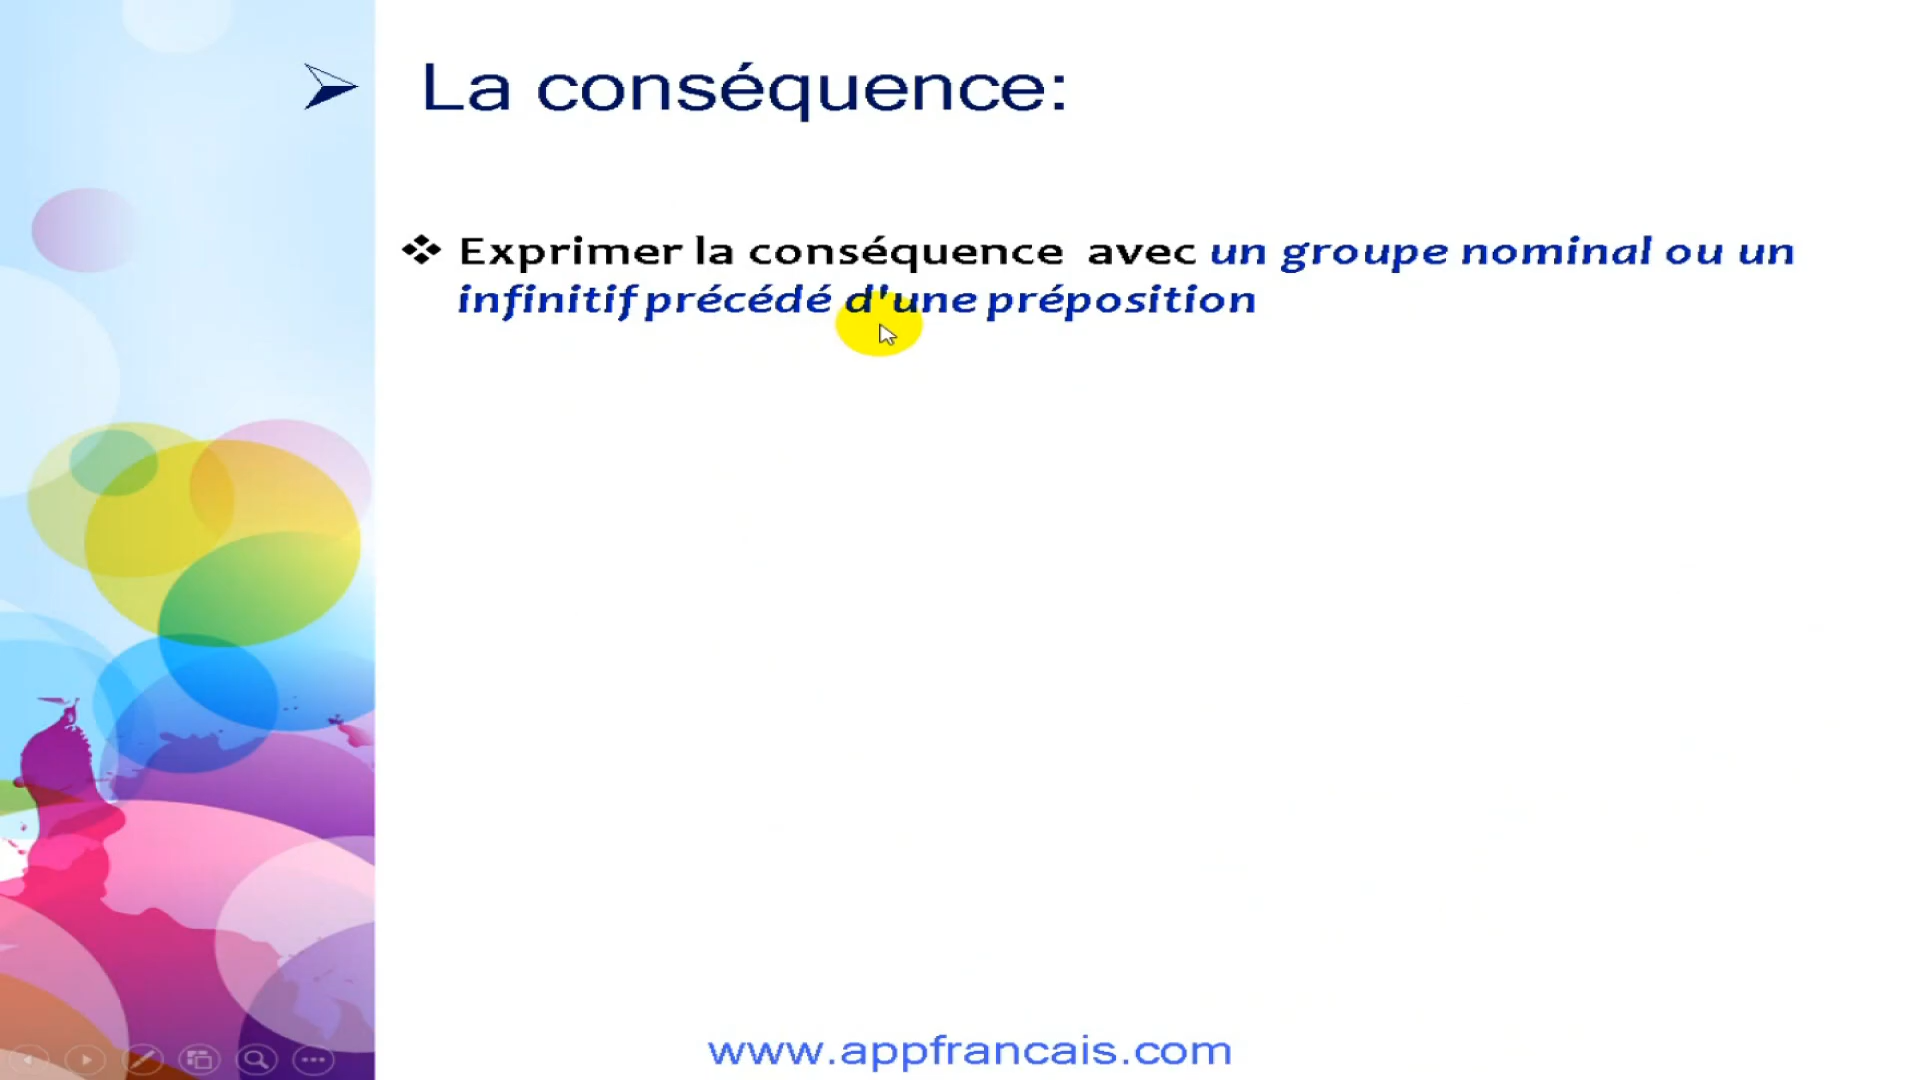 La conséquence:
Exprimer la conséquence avec un groupe nominal ou un
infinitif précédé d'une préposition
www.appfrancais.com